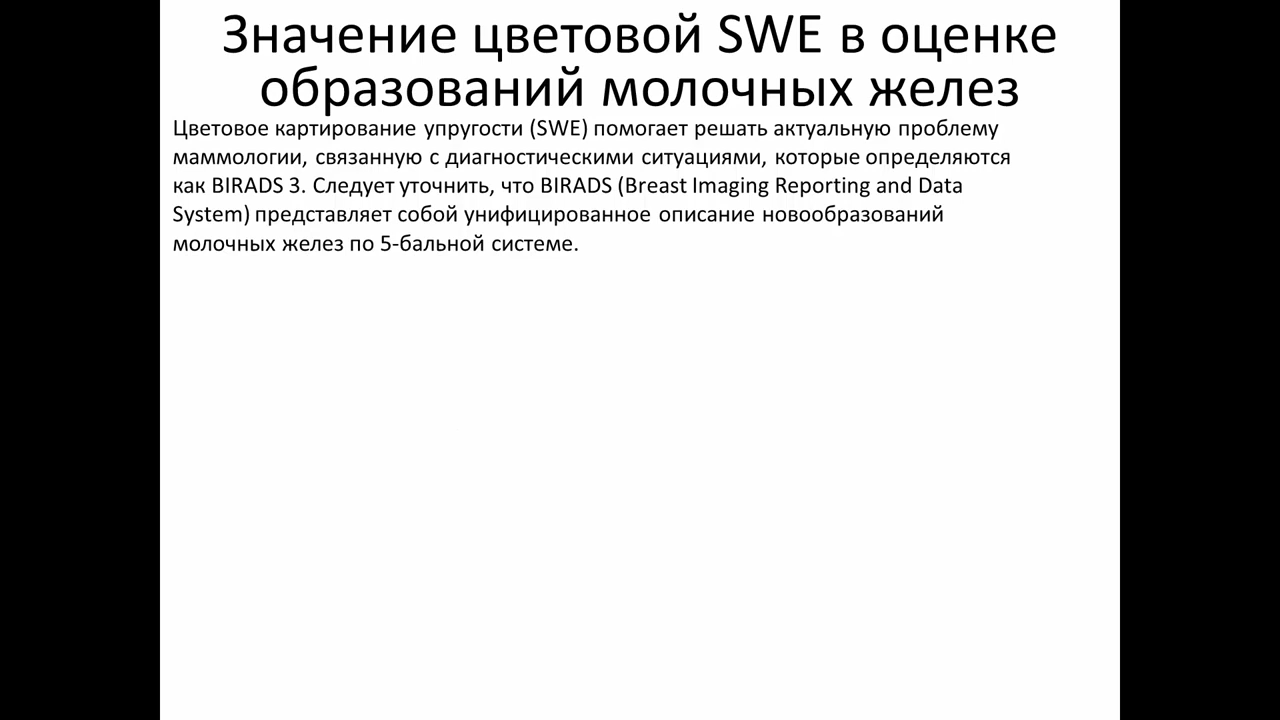 Значение цветовой SWE в оценке
образований молочных желез
Цветовое картирование упругости (SWE) помогает решать актуальную проблему
маммологии, связанную с диагностическими ситуациями, которые определяются
как BIRADS 3. Следует уточнить, что BIRADS (Breast Imaging Reporting and Data
System) представляет собой унифицированное описание новообразований
молочных желез по 5-бальной системе.